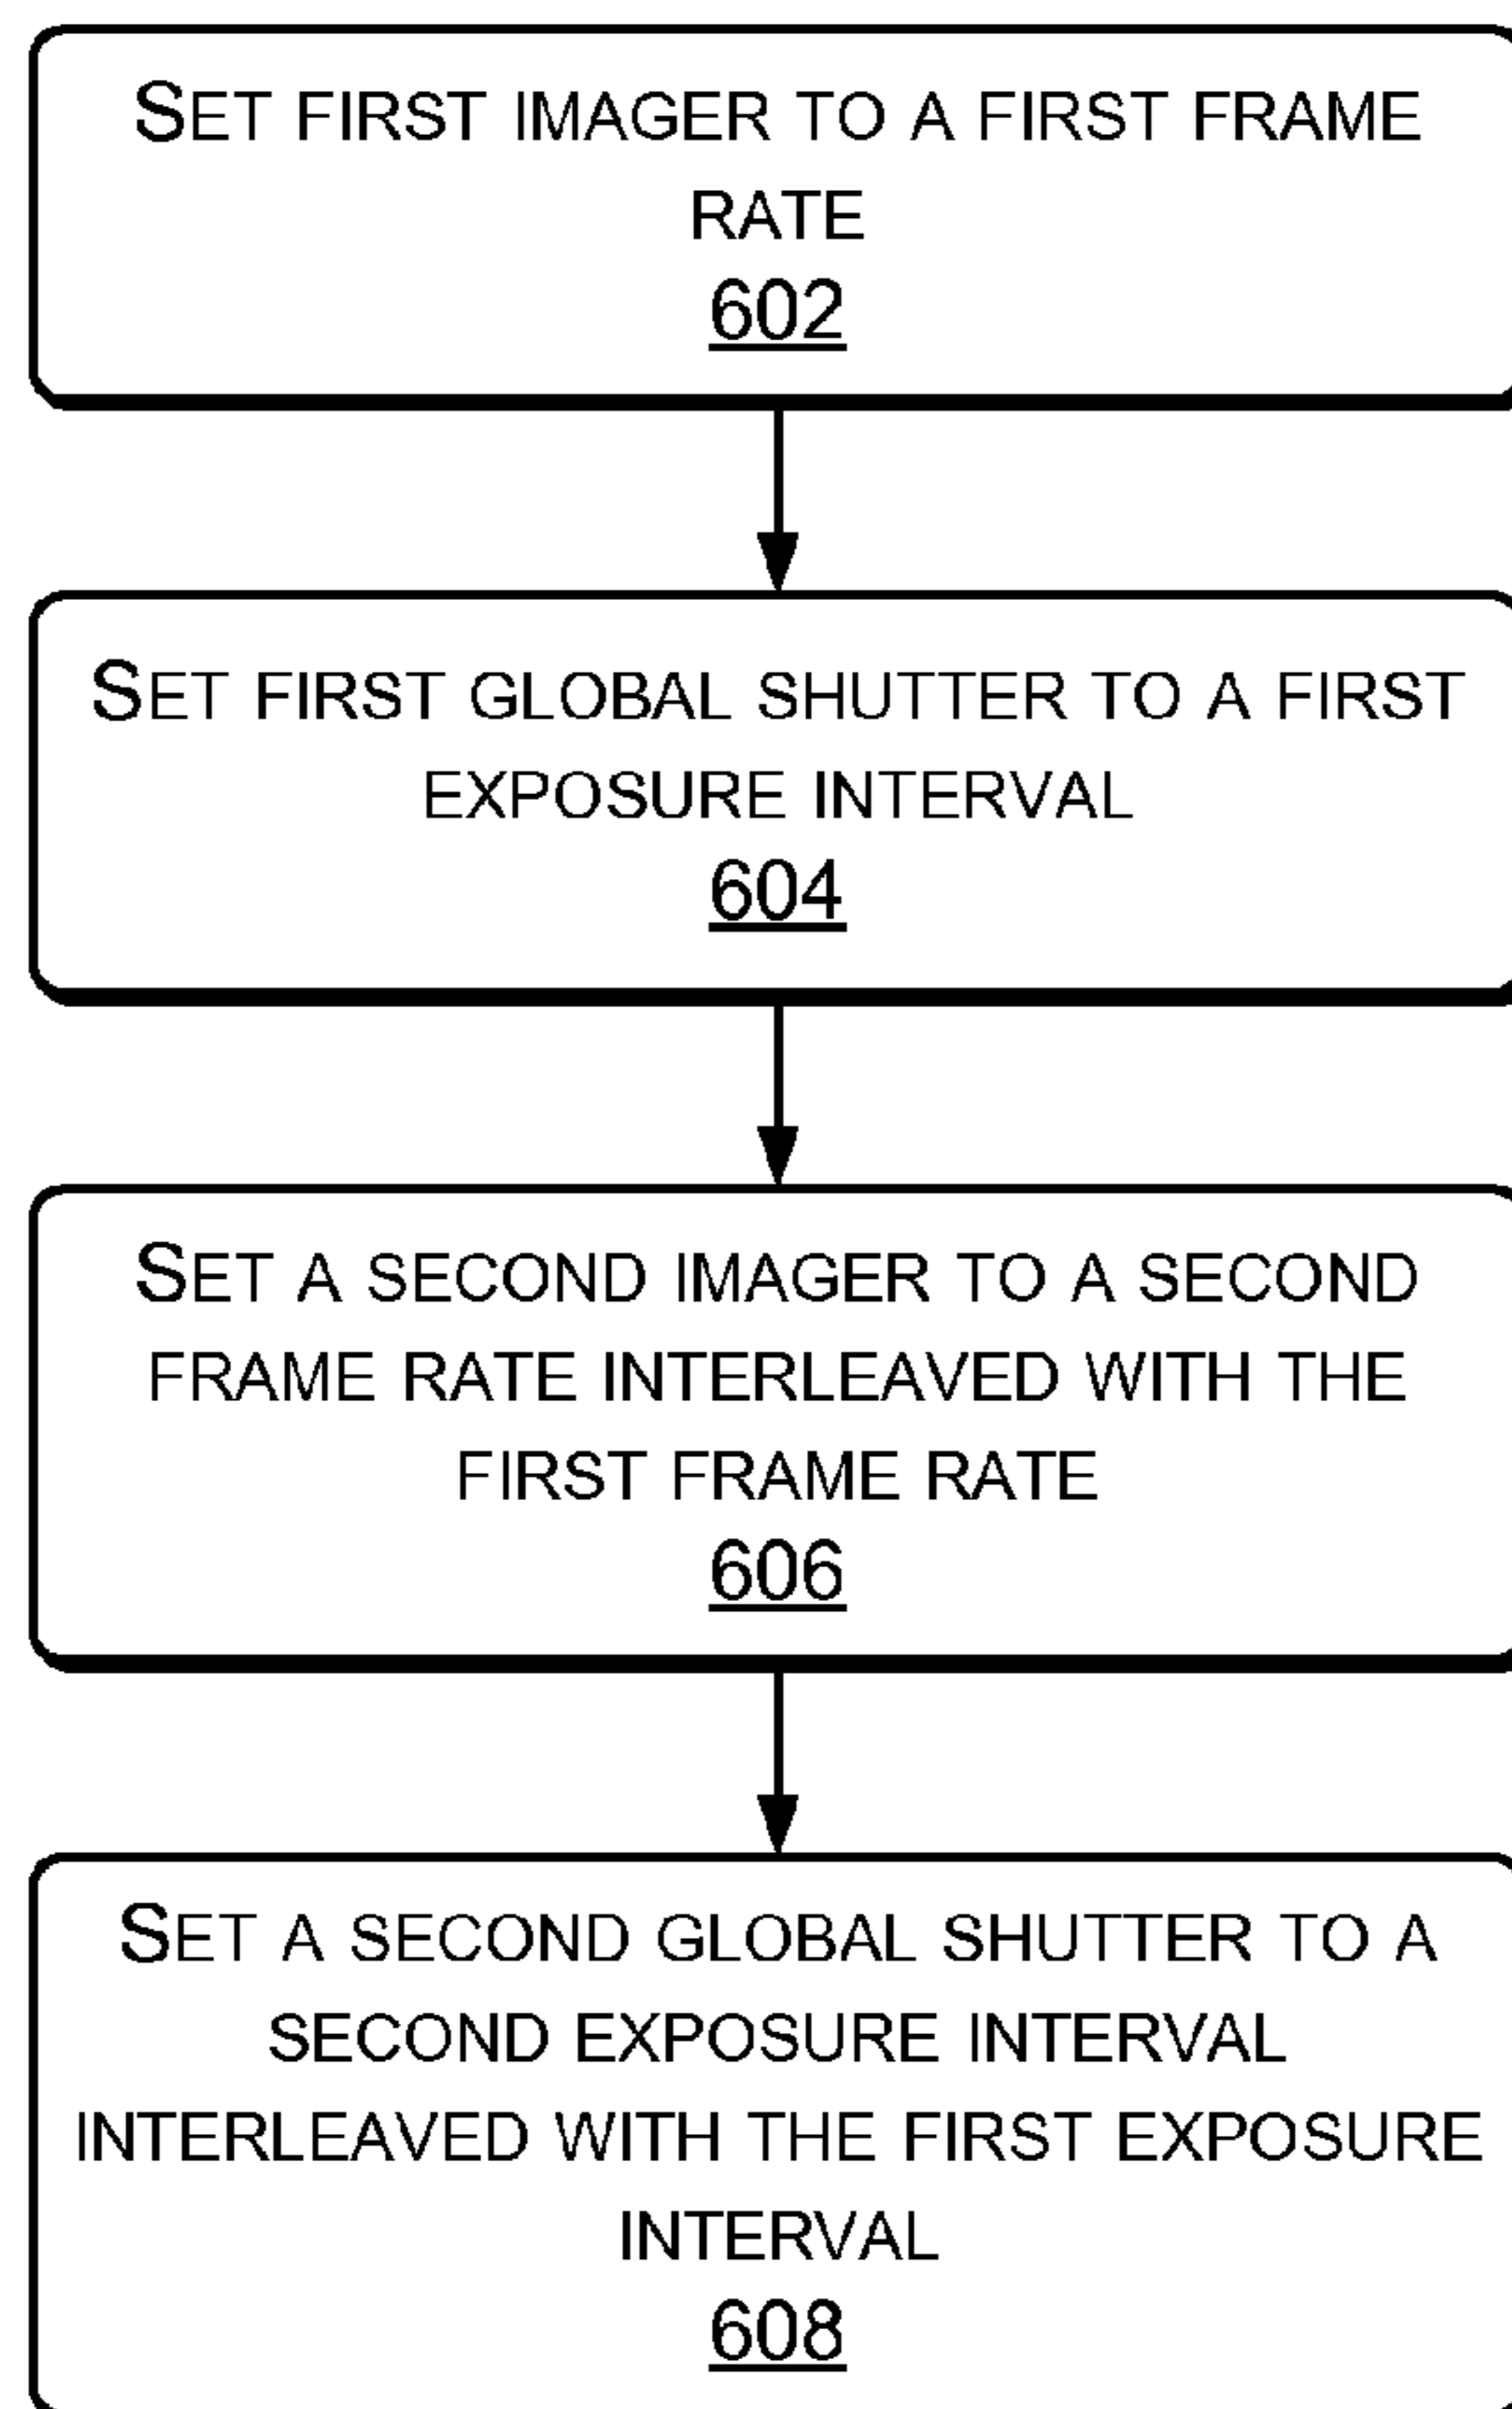 SET FIRST IMAGER TO A FIRST FRAME
RATE
602
SET FIRST GLOBAL SHUTTER TO A FIRST
EXPOSURE INTERVAL
604
SET A SECOND IMAGER TO A SECOND
FRAME RATE INTERLEAVED WITH THE
FIRST FRAME RATE
606
SET A SECOND GLOBAL SHUTTER TO A
SECOND EXPOSURE INTERVAL
INTERLEAVED WITH THE FIRST EXPOSURE
INTERVAL
608